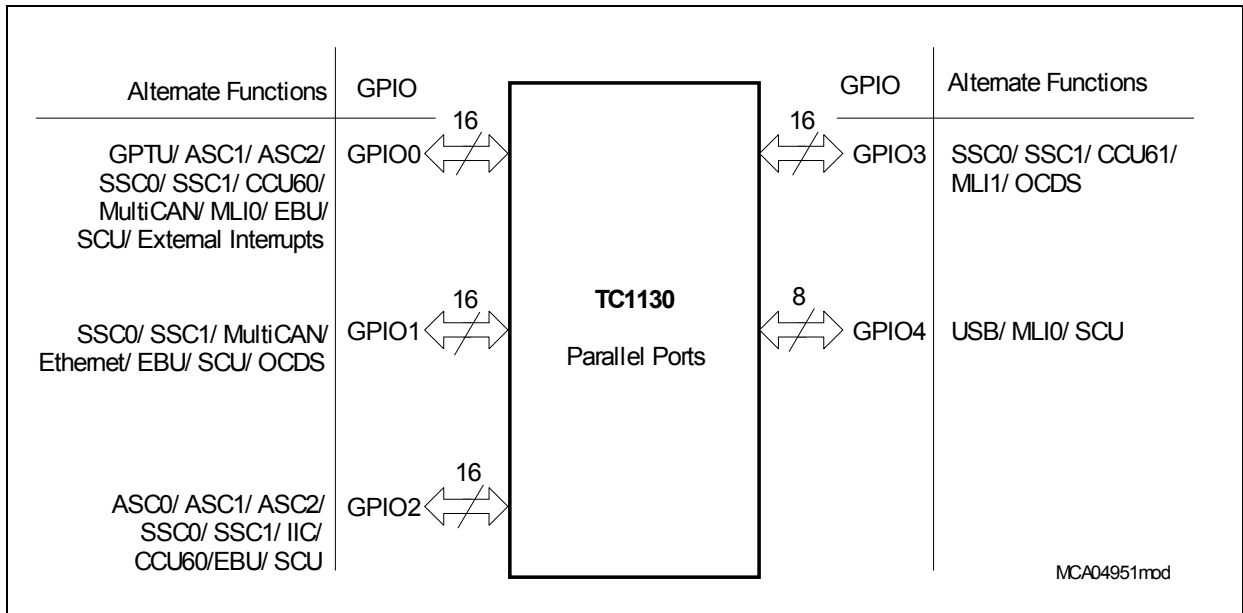 Alternate Functions
GPIO
GPIO
Alternate Functions
16
GPTU/ ASC1/ ASC2/
SSC0/ SSC1/ CCU60/
MultiCAN/ MLI0/ EBU/
SCU/ External Interrupts
GPIO0
16
GPIO3
SSC0/ SSC1/ CCU61/
MLI1/ OCDS
16
SSC0/ SSC1/ MultiCAN/
Ethernet/ EBU/ SCU/ OCDS
GPIO1
TC1130
Parallel Ports
8
GPIO4
USB/ MLI0/ SCU
16
ASC0/ ASC1/ ASC2/
SSC0/ SSC1/ IIC/
CCU60/EBU/ SCU
GPIO2
MCA04951mod